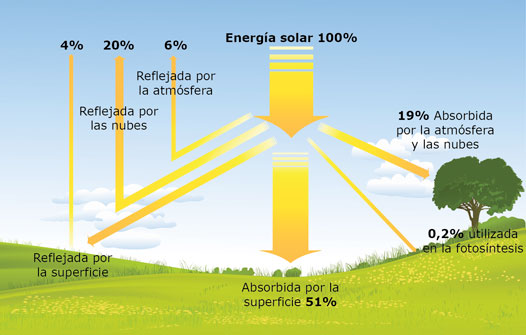 4%
20%
6%
Energía solar 100%
Reflejada por
la atmósfera
Reflejada por
las nubes
19% Absorbida
por la atmósfera
y las nubes
Reflejada por
la superficie
0,2% utilizada
en la fotosíntesis
Absorbida por la
superficie 51%